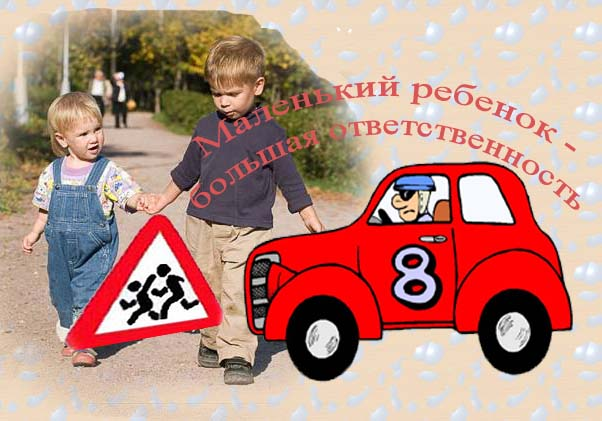 Маленький ребенок -
большая ответственность
8